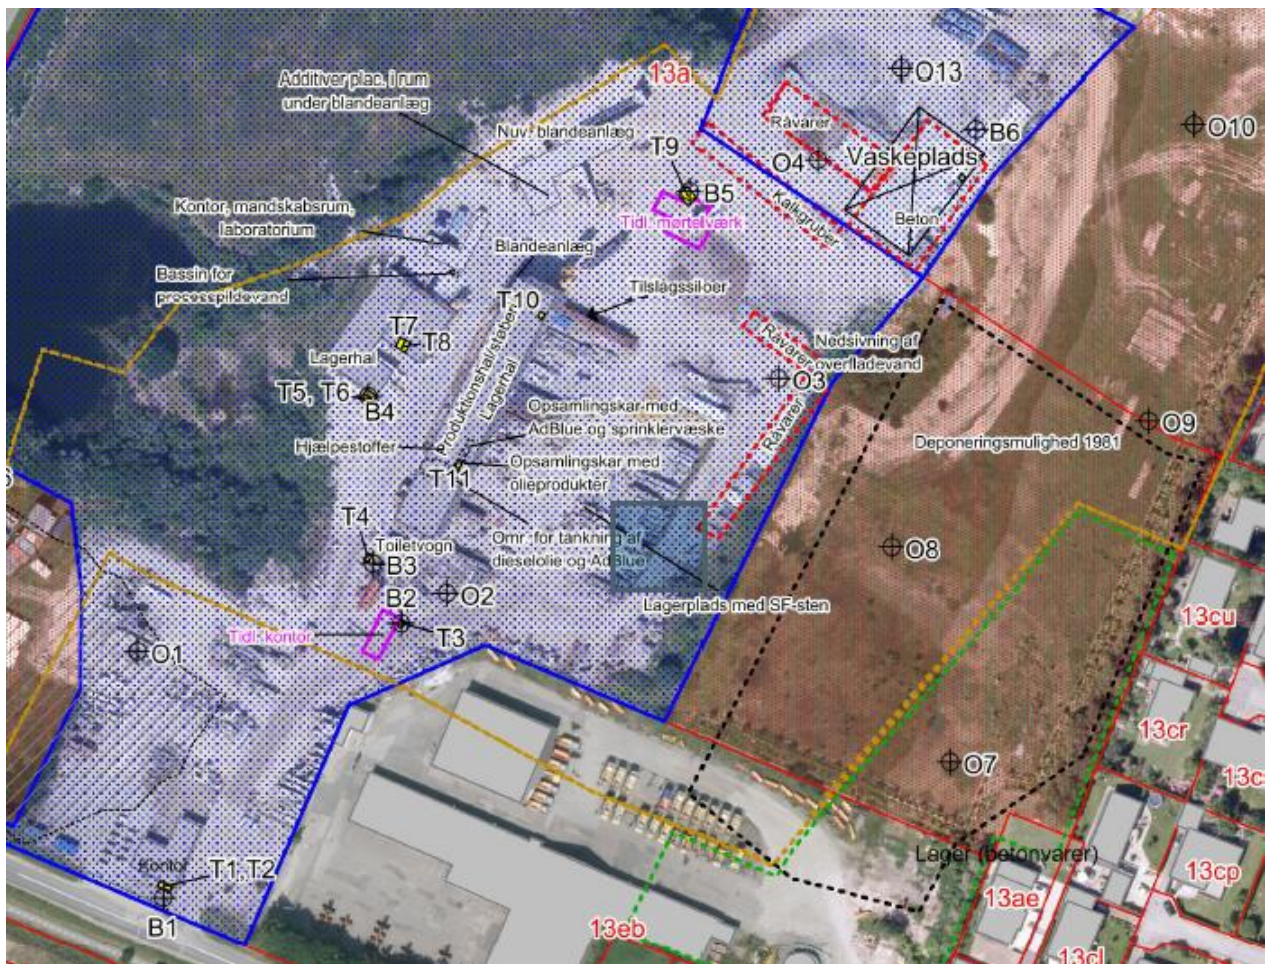 Additiver plac. i rum
under blandeanlæg
13a
O13
Nuv. blandeanlæg
Råvarer
B6
O10
O4
Vaskeplads
T9
B5
Kontor, mandskabsrum,
laboratorium
Tidl. mørtelværk
Kalkgruber
Beton
Blandeanlæg
Bassin for
processpildevand
Tilslagssiloer
T10
T7
T8
Råvarer
Nedsivning af
overfladevand
Lagerhal
O3
T5, T6
B4
Produktionshal/støberi
Lagerhal
Opsamlingskar med
AdBlue og sprinklervæske
Råvarer
O9
Deponeringsmulighed 1981
Hjælpestoffer
Opsamlingskar med
olieprodukter
T11
T4
Toiletvogn
B3
Omr. for tankning af
dieselolie og AdBlue
O8
B2
O2
Lagerplads med SF-sten
13cu
Tidl. kontor
T3
O1
13cr
O7
13c
Lager (betonvarer)
Kontor
T1, T2
13cp
13ae
B1
13eb
13cl